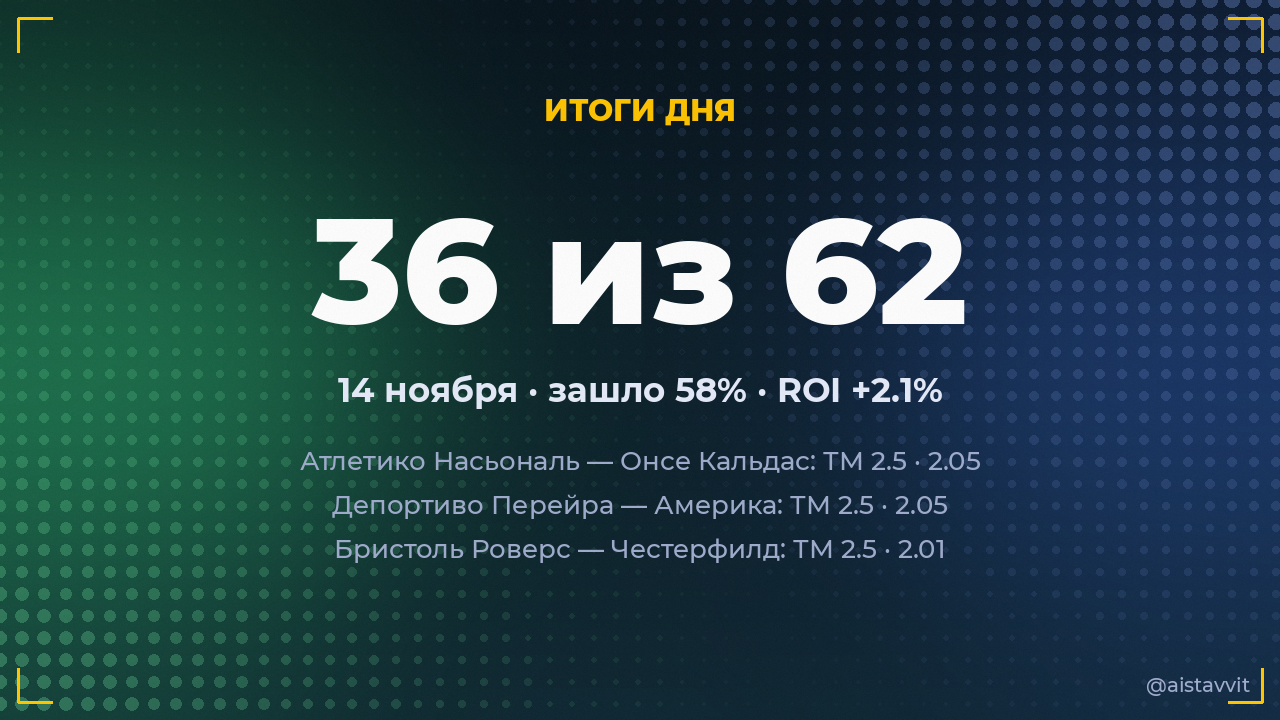 ИТОГИ ДНЯ
36 из 62
14 ноября · зашло 58% · ROI +2.1%
Атлетико Насьональ — Онсе Кальдас: ТМ 2.5 · 2.05
Депортиво Перейра — Америка: ТМ 2.5 · 2.05
Бристоль Роверс — Честерфилд: ТМ 2.5 · 2.01
@aistavvit